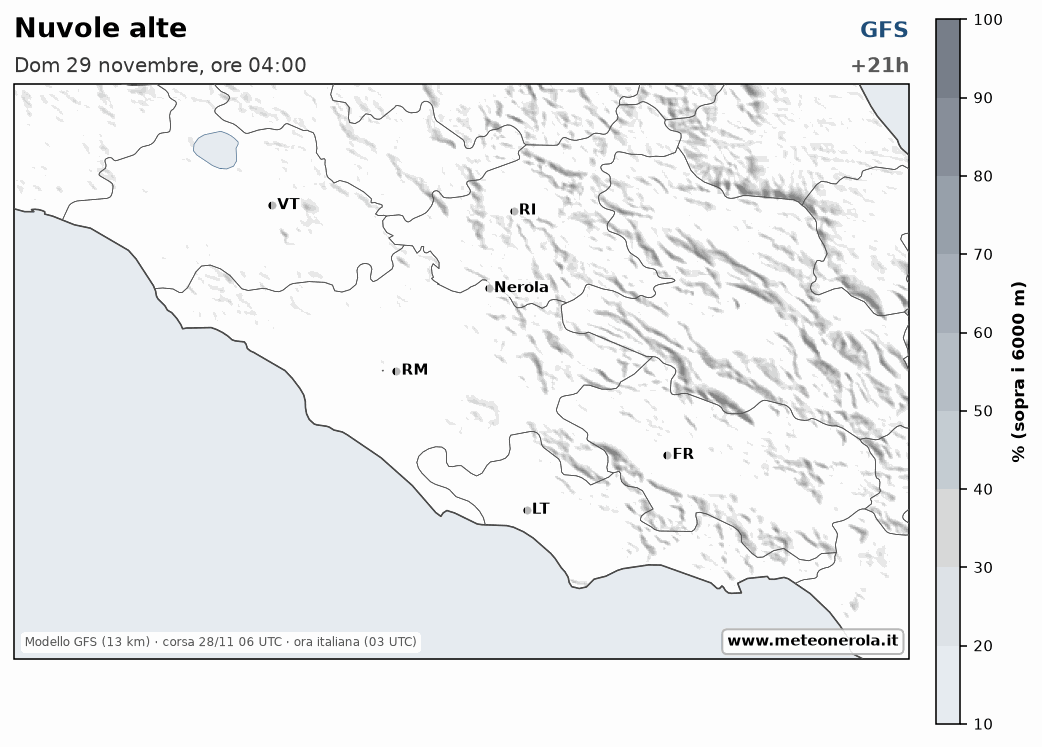 Nuvole alte
GFS
Dom 29 novembre, ore 04:00
+21h
VT
RI
Nerola
RM
FR
LT
Modello GFS (13 km) · corsa 28/11 06 UTC · ora italiana (03 UTC)
www.meteonerola.it
100
90
80
70
60
50
40
30
20
10
% (sopra i 6000 m)